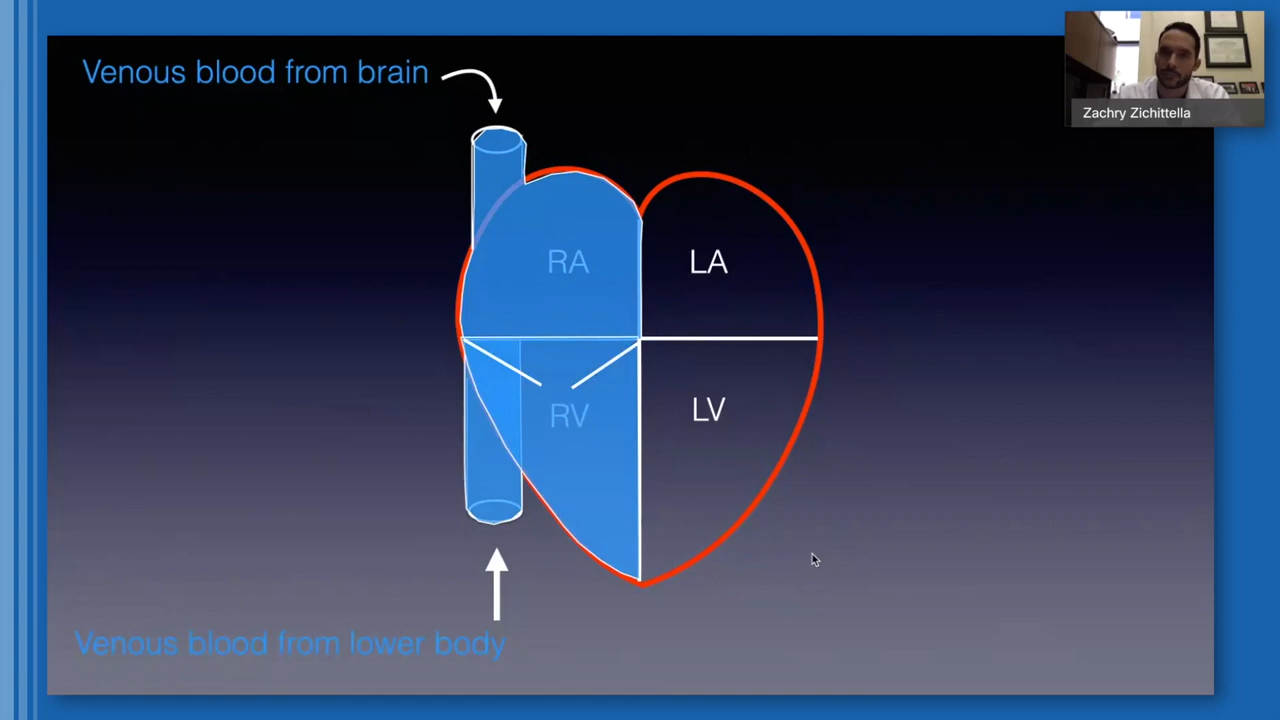 Venous blood from brain
Zachry Zichittella
RA
LA
RV
LV
Venous blood from lower body